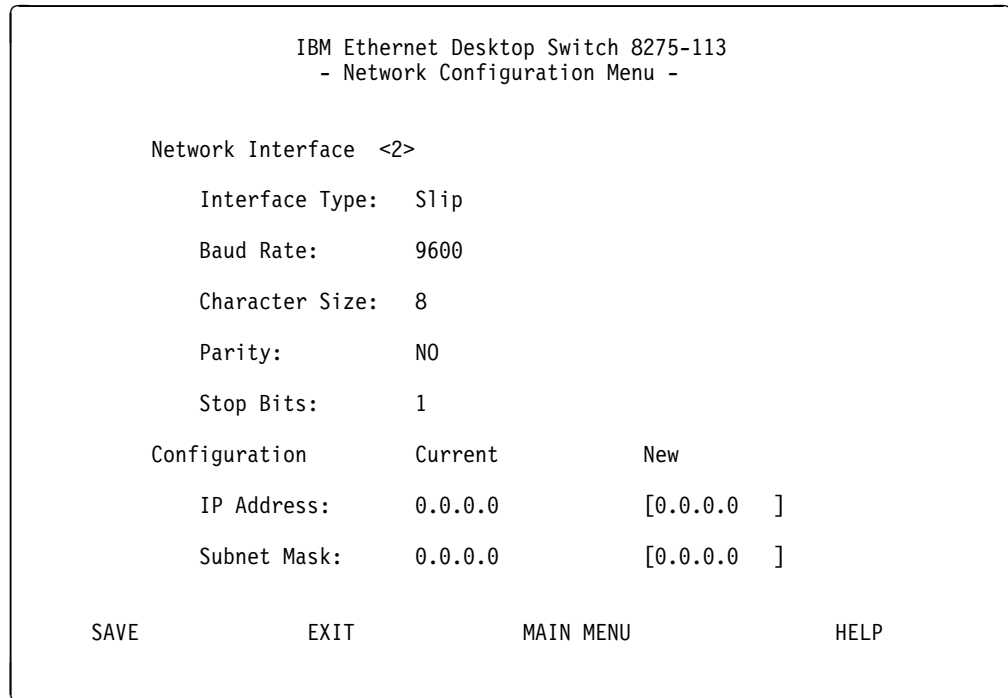 IBM Ethernet Desktop Switch 8275-113
- Network Configuration Menu -
Network Interface <2>
Interface Type: Slip
Baud Rate: 9600
Character Size: 8
Parity: NO
Stop Bits: 1
Configuration Current New
IP Address: 0.0.0.0 [0.0.0.0 ]
Subnet Mask: 0.0.0.0 [0.0.0.0 ]
SAVE EXIT MAIN MENU HELP